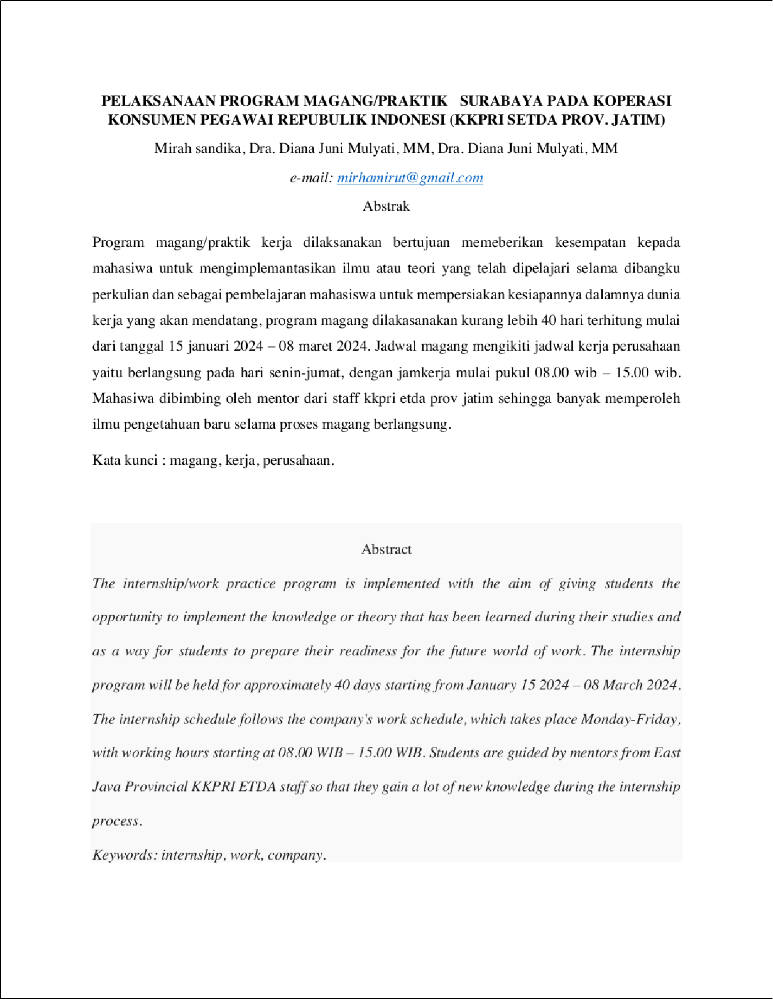 PELAKSANAAN PROGRAM MAGANG/PRAKTIK SURABAYA PADA KOPERASI
KONSUMEN PEGAWAI REPUBULIK INDONESI (KKPRI SETDA PROV. JATIM)
Mirah sandika, Dra. Diana Juni Mulyati, MM, Dra. Diana Juni Mulyati, MM
e-mail: mirhamirut@gmail.com
Abstrak
Program magang/praktik kerja dilaksanakan bertujuan memeberikan kesempatan kepada
mahasiwa untuk mengimplemantasikan ilmu atau teori yang telah dipelajari selama dibangku
perkulian dan sebagai pembelajaran mahasiswa untuk mempersiakan kesiapannya dalamnya dunia
kerja yang akan mendatang, program magang dilakasanakan kurang lebih 40 hari terhitung mulai
dari tanggal 15 januari 2024 – 08 maret 2024. Jadwal magang mengikiti jadwal kerja perusahaan
yaitu berlangsung pada hari senin-jumat, dengan jamkerja mulai pukul 08.00 wib – 15.00 wib.
Mahasiwa dibimbing oleh mentor dari staff kkpri etda prov jatim sehingga banyak memperoleh
ilmu pengetahuan baru selama proses magang berlangsung.
Kata kunci : magang, kerja, perusahaan.
Abstract
The internship/work practice program is implemented with the aim of giving students the
opportunity to implement the knowledge or theory that has been learned during their studies and
as a way for students to prepare their readiness for the future world of work. The internship
program will be held for approximately 40 days starting from January 15 2024 – 08 March 2024.
The internship schedule follows the company's work schedule, which takes place Monday-Friday,
with working hours starting at 08.00 WIB – 15.00 WIB. Students are guided by mentors from East
Java Provincial KKPRI ETDA staff so that they gain a lot of new knowledge during the internship
process.
Keywords: internship, work, company.